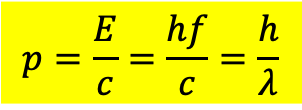 p = E/c = hf/c = h/λ